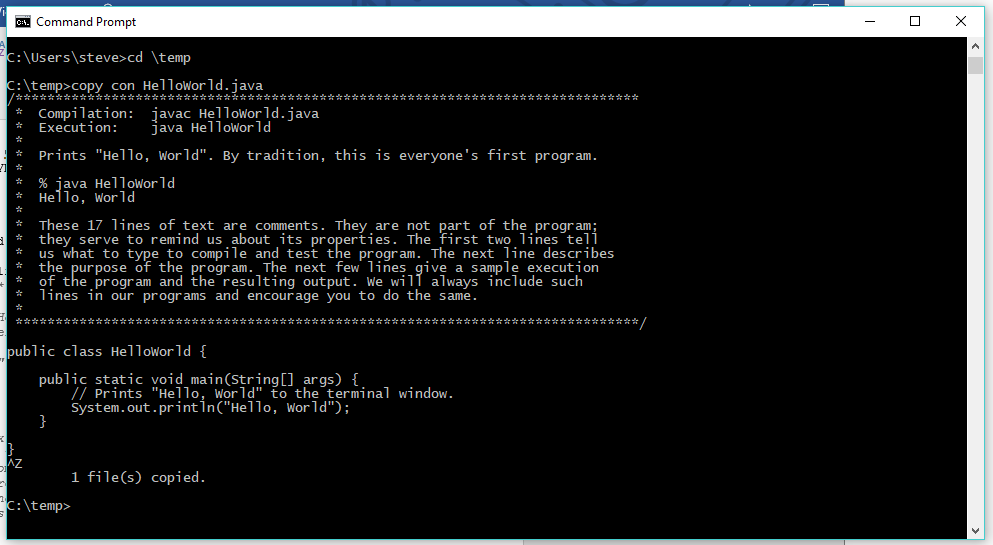 Command Prompt
C:\Users\steve>cd \temp
C:\temp>copy con HelloWorld.java
/******************************************************************************
 *  Compilation:  javac HelloWorld.java
 *  Execution:    java HelloWorld
 *
 *  Prints "Hello, World". By tradition, this is everyone's first program.
 *
 *  % java HelloWorld
 *  Hello, World
 *
 *  These 17 lines of text are comments. They are not part of the program;
 *  they serve to remind us about its properties. The first two lines tell
 *  us what to type to compile and test the program. The next line describes
 *  the purpose of the program. The next few lines give a sample execution
 *  of the program and the resulting output. We will always include such
 *  lines in our programs and encourage you to do the same.
 *
 ******************************************************************************/
public class HelloWorld {
    public static void main(String[] args) {
        // Prints "Hello, World" to the terminal window.
        System.out.println("Hello, World");
    }
}
^Z
        1 file(s) copied.
C:\temp>